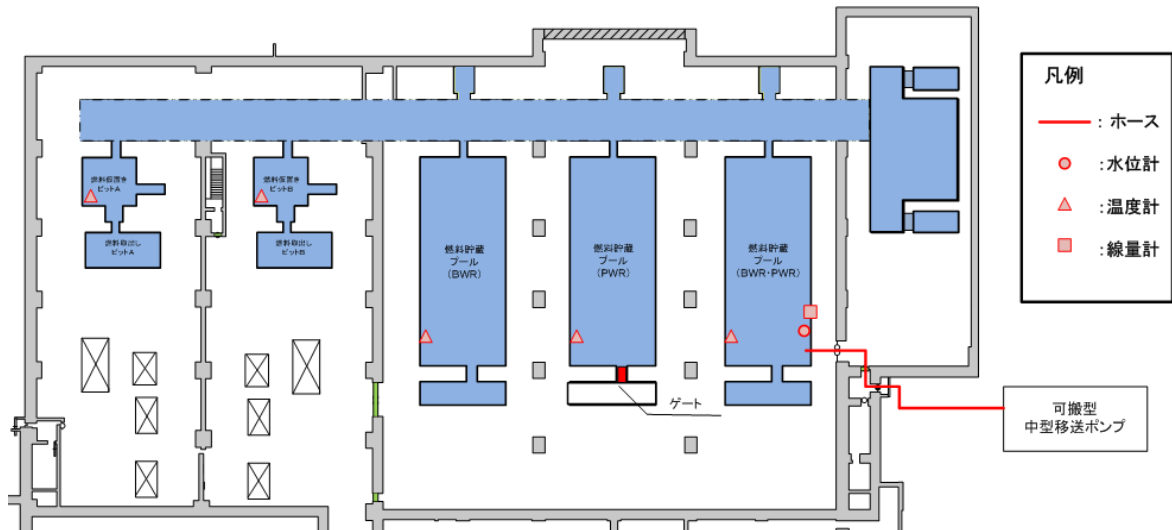 凡例
: ホース
: 水位計
: 温度計
: 線量計
燃料仮置き
ピットA
燃料仮置き
ピットB
燃料取出し
ピットA
燃料取出し
ピットB
燃料貯蔵
プール
(BWR)
燃料貯蔵
プール
(PWR)
燃料貯蔵
プール
(BWR・PWR)
ゲート
可搬型
中型移送ポンプ